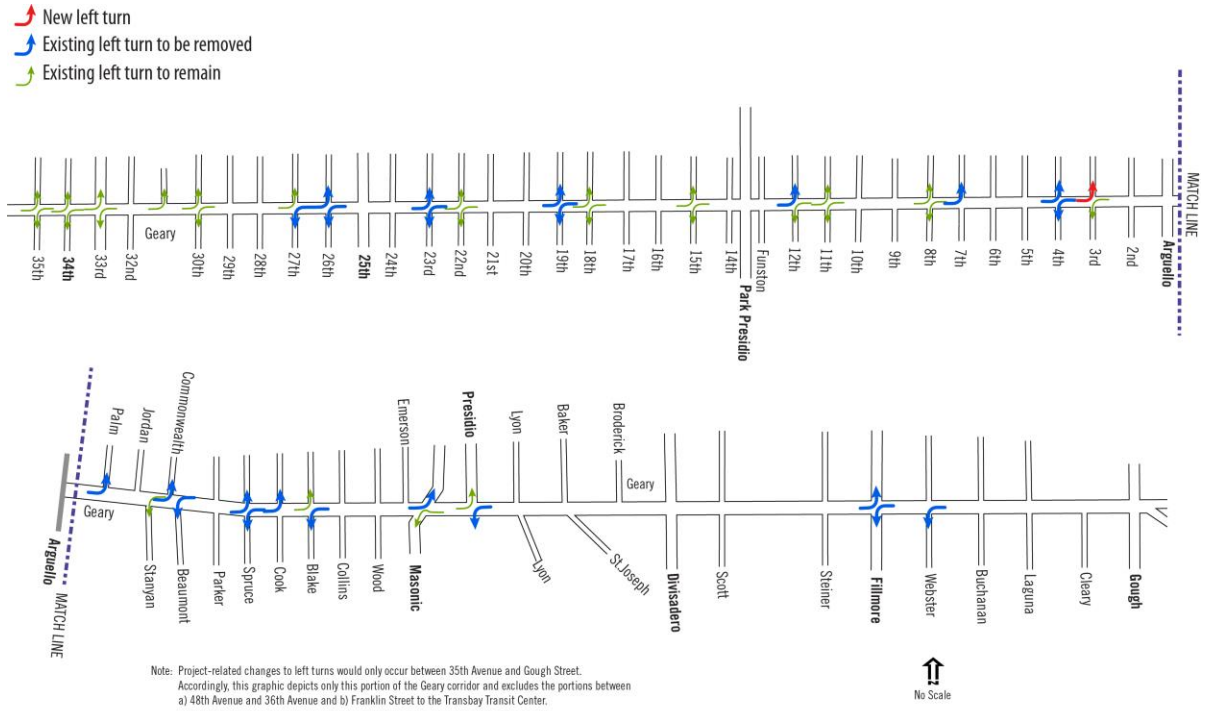 New left turn
Existing left turn to be removed
Existing left turn to remain
MATCH LINE
Geary
35th
34th
33rd
32nd
30th
29th
28th
27th
26th
25th
24th
23rd
22nd
21st
20th
19th
18th
17th
16th
15th
14th
Park Presidio
Funston
12th
11th
10th
9th
8th
7th
6th
5th
4th
3rd
2nd
Arguello
Palm
Jordan
Commonwealth
Emerson
Presidio
Lyon
Baker
Broderick
Geary
Geary
Arguello
MATCH LINE
Stanyan
Beaumont
Parker
Spruce
Cook
Blake
Collins
Wood
Masonic
Lyon
St.Joseph
Divisadero
Scott
Steiner
Fillmore
Webster
Buchanan
Laguna
Cleary
Gough
Note: Project-related changes to left turns would only occur between 35th Avenue and Gough Street.
Accordingly, this graphic depicts only this portion of the Geary corridor and excludes the portions between
a) 48th Avenue and 36th Avenue and b) Franklin Street to the Transbay Transit Center.
No Scale